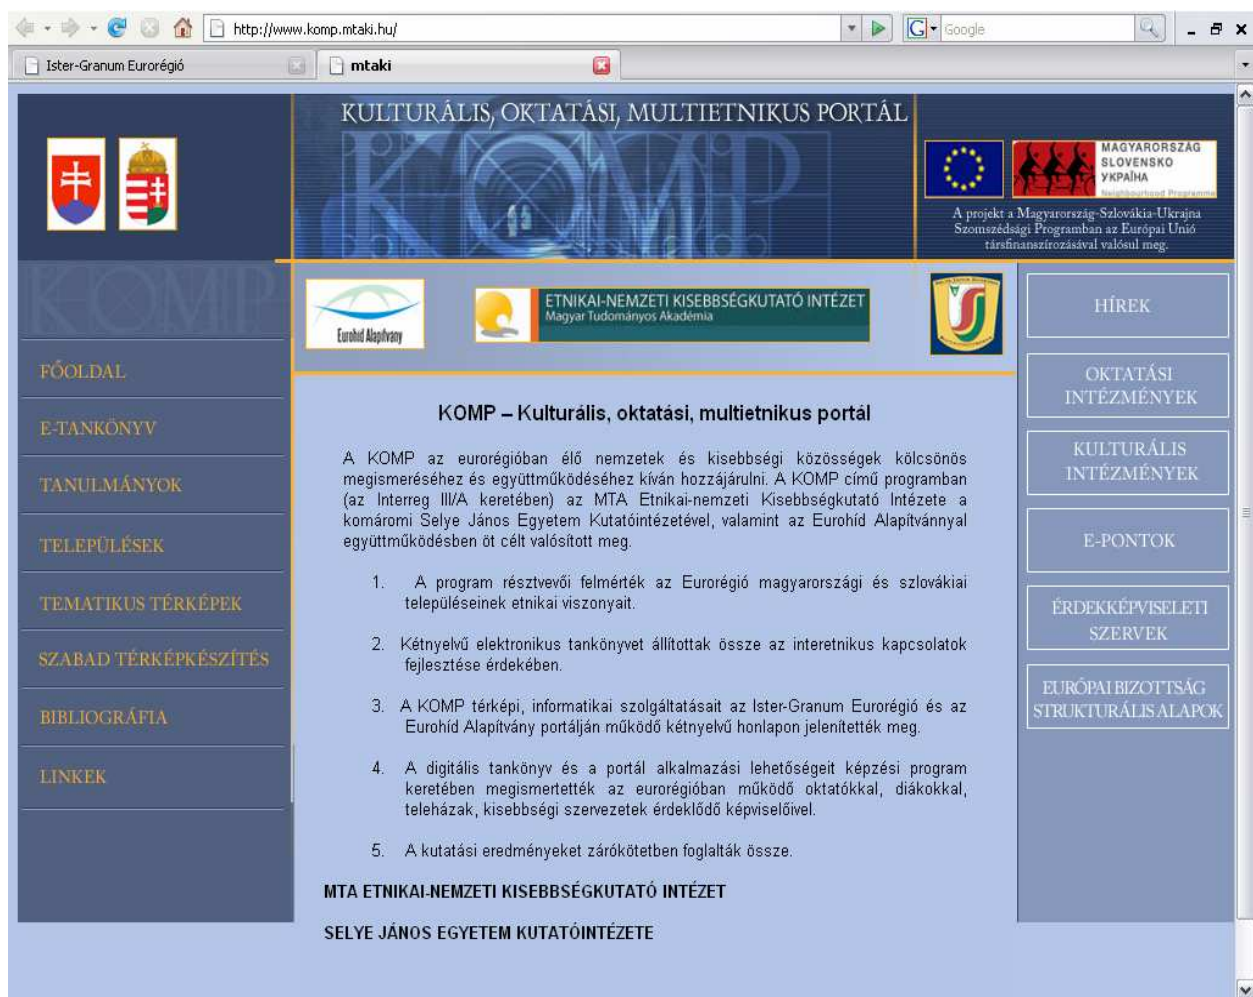 http://www.komp.mtaki.hu/
Google
Ister-Granum Eurorégió
mtaki
KULTURÁLIS, OKTATÁSI, MULTIETNIKUS PORTÁL
KOMP
MAGYARORSZÁG
SLOVENSKO
УКРАЇНА
Neighbourhood Programme
A projekt a Magyarország-Szlovákia-Ukrajna
Szomszédsági Programban az Európai Unió
társfinanszírozásával valósul meg.
KOMP
Eurohíd Alapítvány
ETNIKAI-NEMZETI KISEBBSÉGKUTATÓ INTÉZET
Magyar Tudományos Akadémia
FŐOLDAL
E-TANKÖNYV
TANULMÁNYOK
TELEPÜLÉSEK
TEMATIKUS TÉRKÉPEK
SZABAD TÉRKÉPKÉSZÍTÉS
BIBLIOGRÁFIA
LINKEK
KOMP – Kulturális, oktatási, multietnikus portál
A KOMP az eurorégióban élő nemzetek és kisebbségi közösségek kölcsönös
megismeréséhez és együttműködéséhez kíván hozzájárulni. A KOMP című programban
(az Interreg III/A keretében) az MTA Etnikai-nemzeti Kisebbségkutató Intézete a
komáromi Selye János Egyetem Kutatóintézetével, valamint az Eurohíd Alapítvánnyal
együttműködésben öt célt valósított meg.
1. A program résztvevői felmérték az Eurorégió magyarországi és szlovákiai
településeinek etnikai viszonyait.
2. Kétnyelvű elektronikus tankönyvet állítottak össze az interetnikus kapcsolatok
fejlesztése érdekében.
3. A KOMP térképi, informatikai szolgáltatásait az Ister-Granum Eurorégió és az
Eurohíd Alapítvány portálján működő kétnyelvű honlapon jelenítették meg.
4. A digitális tankönyv és a portál alkalmazási lehetőségeit képzési program
keretében megismertették az eurorégióban működő oktatókkal, diákokkal,
teleházak, kisebbségi szervezetek érdeklődő képviselőivel.
5. A kutatási eredményeket zárókötetben foglalták össze.
MTA ETNIKAI-NEMZETI KISEBBSÉGKUTATÓ INTÉZET
SELYE JÁNOS EGYETEM KUTATÓINTÉZETE
HÍREK
OKTATÁSI
INTÉZMÉNYEK
KULTURÁLIS
INTÉZMÉNYEK
E-PONTOK
ÉRDEKKÉPVISELETI
SZERVEK
EURÓPAI BIZOTTSÁG
STRUKTURÁLIS ALAPOK